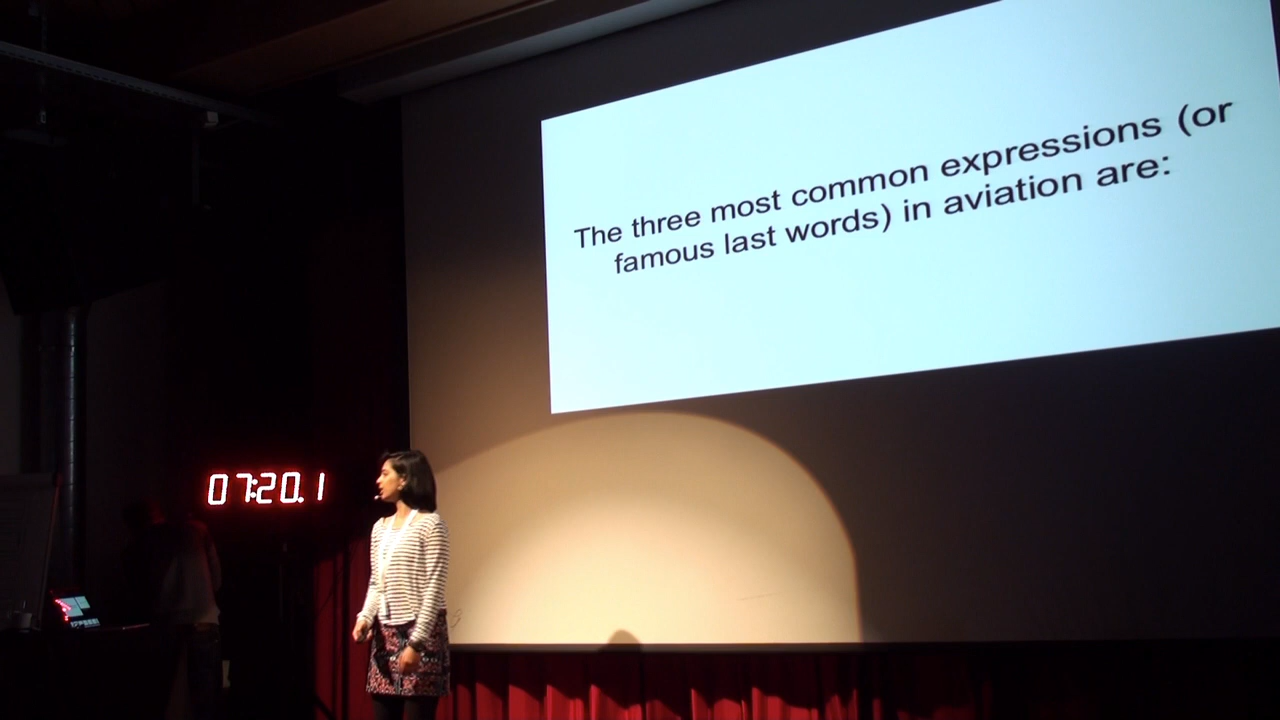 The three most common expressions (or
famous last words) in aviation are:
07:20.1